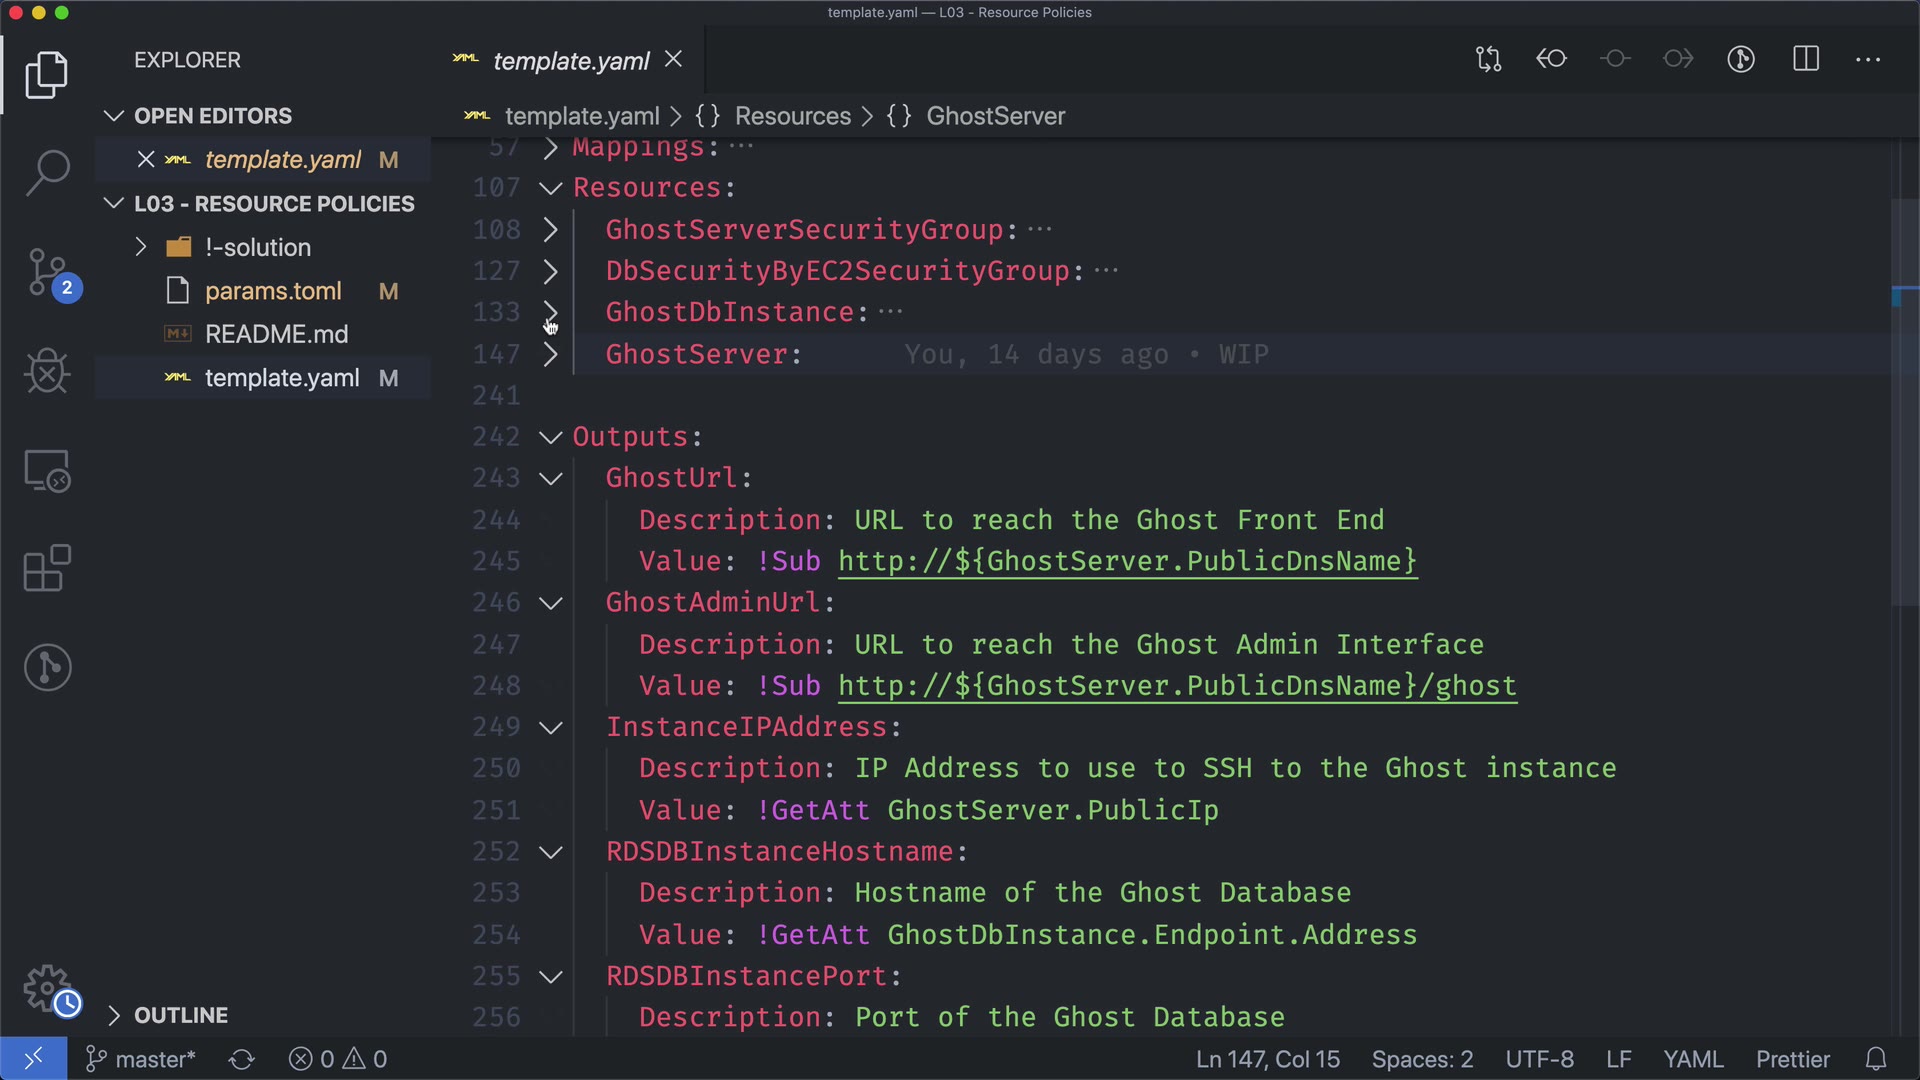 template.yaml — L03 - Resource Policies
EXPLORER
YAML template.yaml
OPEN EDITORS
YAML template.yaml > {} Resources > {} GhostServer
YAML template.yaml M
L03 - RESOURCE POLICIES
!-solution
params.toml M
README.md
YAML template.yaml M
57 Mappings: ...
107 Resources:
108 GhostServerSecurityGroup: ...
127 DbSecurityByEC2SecurityGroup: ...
133 GhostDbInstance: ...
147 GhostServer: You, 14 days ago • WIP
241
242 Outputs:
243 GhostUrl:
244 Description: URL to reach the Ghost Front End
245 Value: !Sub http://${GhostServer.PublicDnsName}
246 GhostAdminUrl:
247 Description: URL to reach the Ghost Admin Interface
248 Value: !Sub http://${GhostServer.PublicDnsName}/ghost
249 InstanceIPAddress:
250 Description: IP Address to use to SSH to the Ghost instance
251 Value: !GetAtt GhostServer.PublicIp
252 RDSDBInstanceHostname:
253 Description: Hostname of the Ghost Database
254 Value: !GetAtt GhostDbInstance.Endpoint.Address
255 RDSDBInstancePort:
256 Description: Port of the Ghost Database
2
OUTLINE
master* 0 0 Ln 147, Col 15 Spaces: 2 UTF-8 LF YAML Prettier